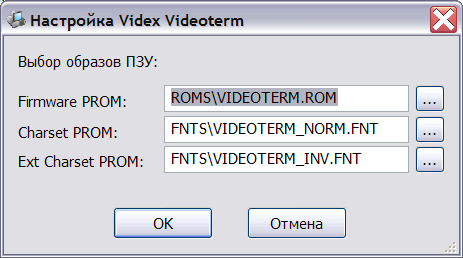 Настройка Videx Videoterm
Выбор образов ПЗУ:
Firmware PROM: ROMS\VIDEOTERM.ROM ...
Charset PROM: FNTS\VIDEOTERM_NORM.FNT ...
Ext Charset PROM: FNTS\VIDEOTERM_INV.FNT ...
OK Отмена